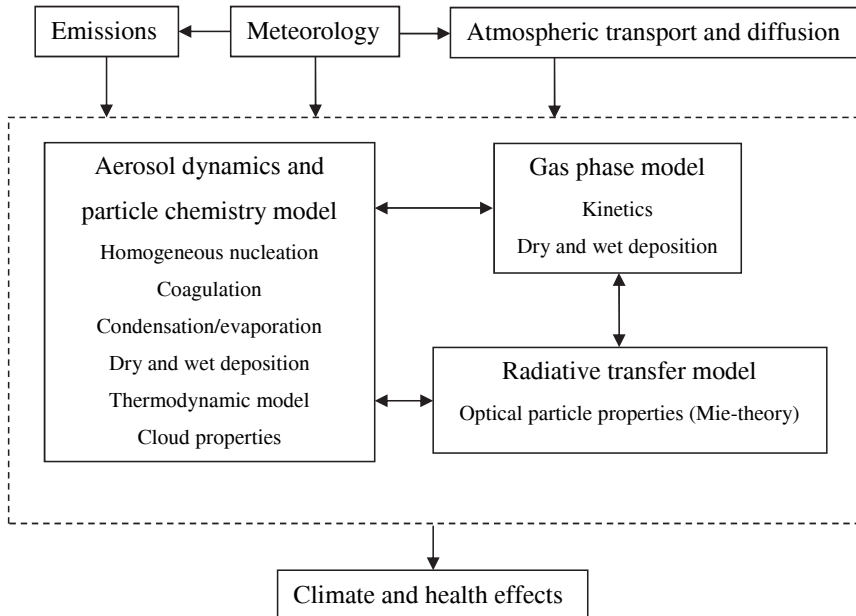 Emissions
Meteorology
Atmospheric transport and diffusion
Aerosol dynamics and
particle chemistry model
Homogeneous nucleation
Coagulation
Condensation/evaporation
Dry and wet deposition
Thermodynamic model
Cloud properties
Gas phase model
Kinetics
Dry and wet deposition
Radiative transfer model
Optical particle properties (Mie-theory)
Climate and health effects